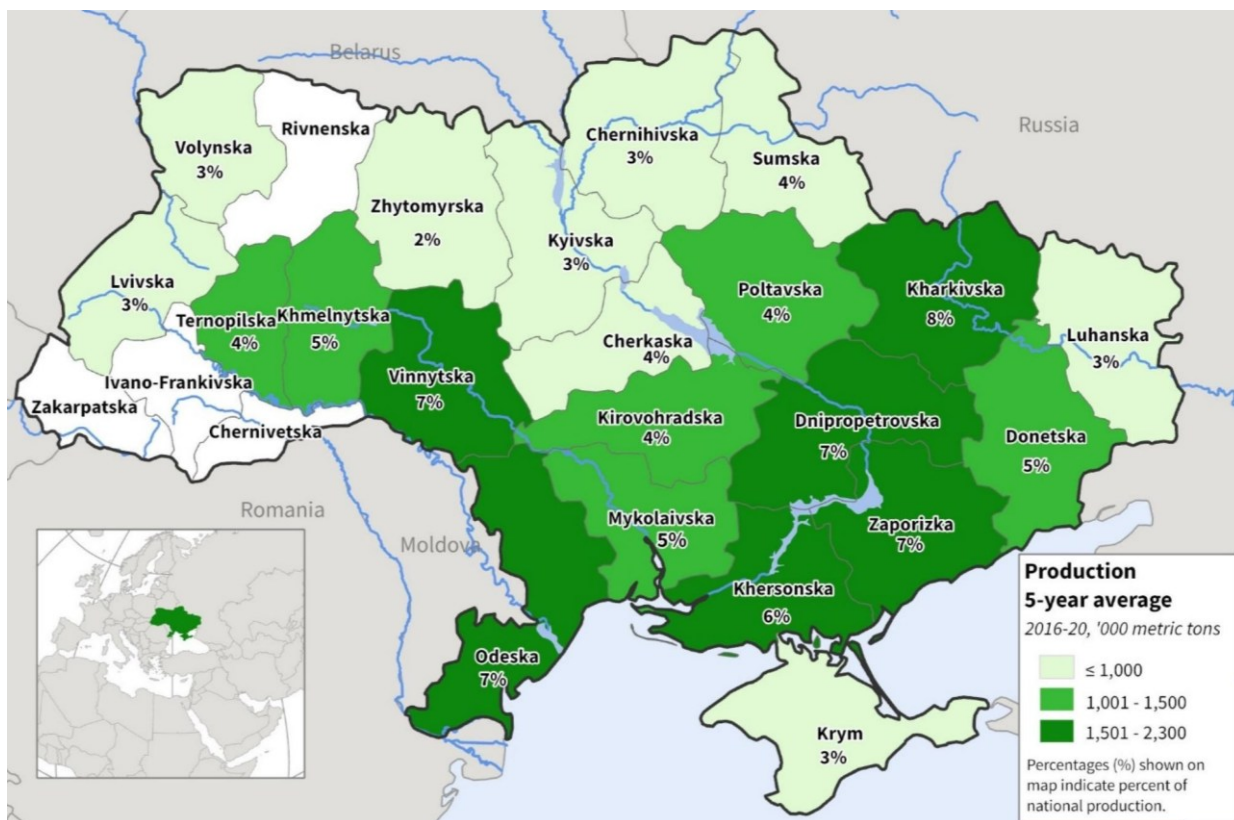 Belarus
Rivnenska
Russia
Chernihivska
3%
Volynska
3%
Sumska
4%
Zhytomyrska
2%
Kyivska
3%
Lvivska
3%
Poltavska
4%
Kharkivska
8%
Ternopilska
4%
Khmelnytska
5%
Cherkaska
4%
Luhanska
3%
Vinnytska
7%
Ivano-Frankivska
Zakarpatska
Chernivetska
Kirovohradska
4%
Dnipropetrovska
7%
Donetska
5%
Romania
Moldova
Mykolaivska
5%
Zaporizka
7%
Khersonska
6%
Odeska
7%
Krym
3%
Production
5-year average
2016-20, '000 metric tons
≤ 1,000
1,001 - 1,500
1,501 - 2,300
Percentages (%) shown on
map indicate percent of
national production.